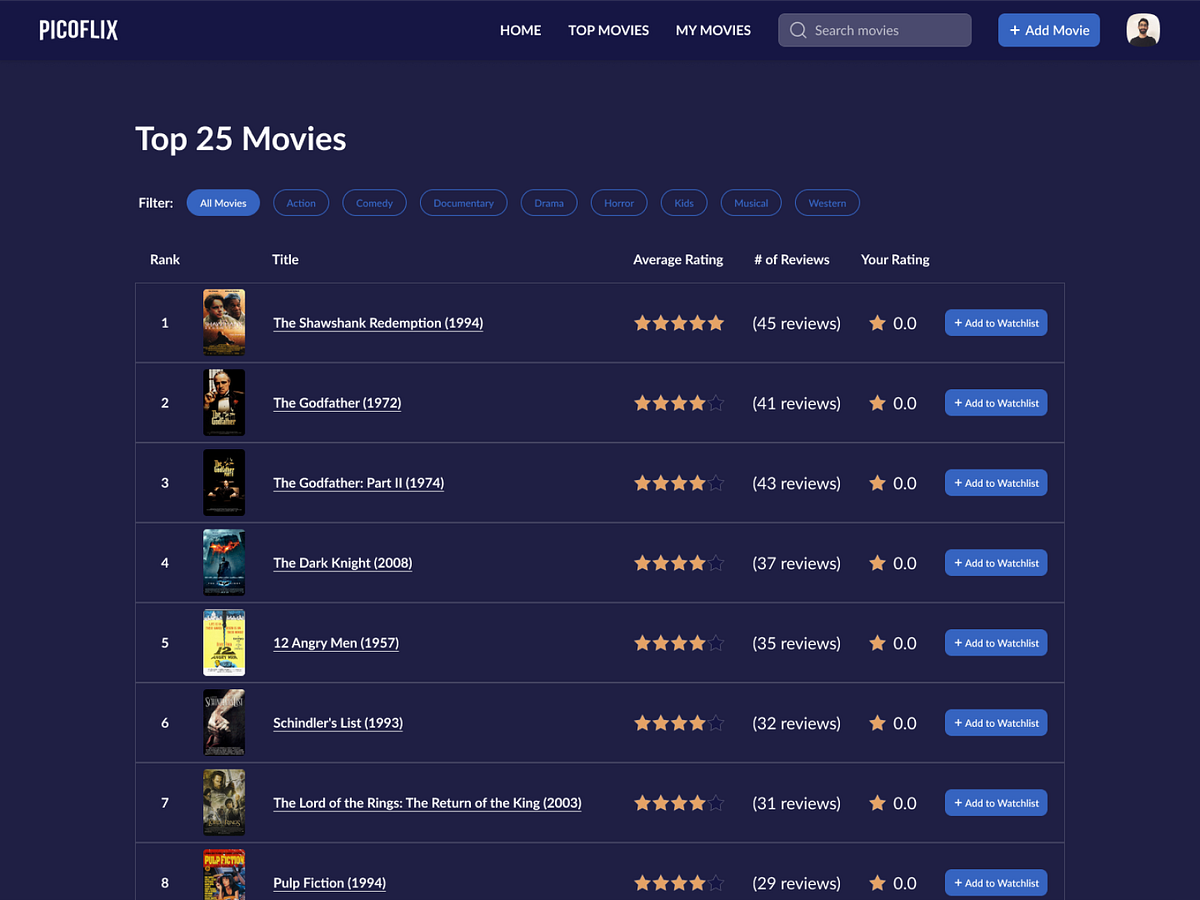 PICOFLIX HOME TOP MOVIES MY MOVIES Search movies + Add Movie
Top 25 Movies
Filter: All Movies Action Comedy Documentary Drama Horror Kids Musical Western
Rank Title Average Rating # of Reviews Your Rating
1 The Shawshank Redemption (1994) (45 reviews) 0.0 + Add to Watchlist
2 The Godfather (1972) (41 reviews) 0.0 + Add to Watchlist
3 The Godfather: Part II (1974) (43 reviews) 0.0 + Add to Watchlist
4 The Dark Knight (2008) (37 reviews) 0.0 + Add to Watchlist
5 12 Angry Men (1957) (35 reviews) 0.0 + Add to Watchlist
6 Schindler's List (1993) (32 reviews) 0.0 + Add to Watchlist
7 The Lord of the Rings: The Return of the King (2003) (31 reviews) 0.0 + Add to Watchlist
PULP FICTION
8 Pulp Fiction (1994) (29 reviews) 0.0 + Add to Watchlist